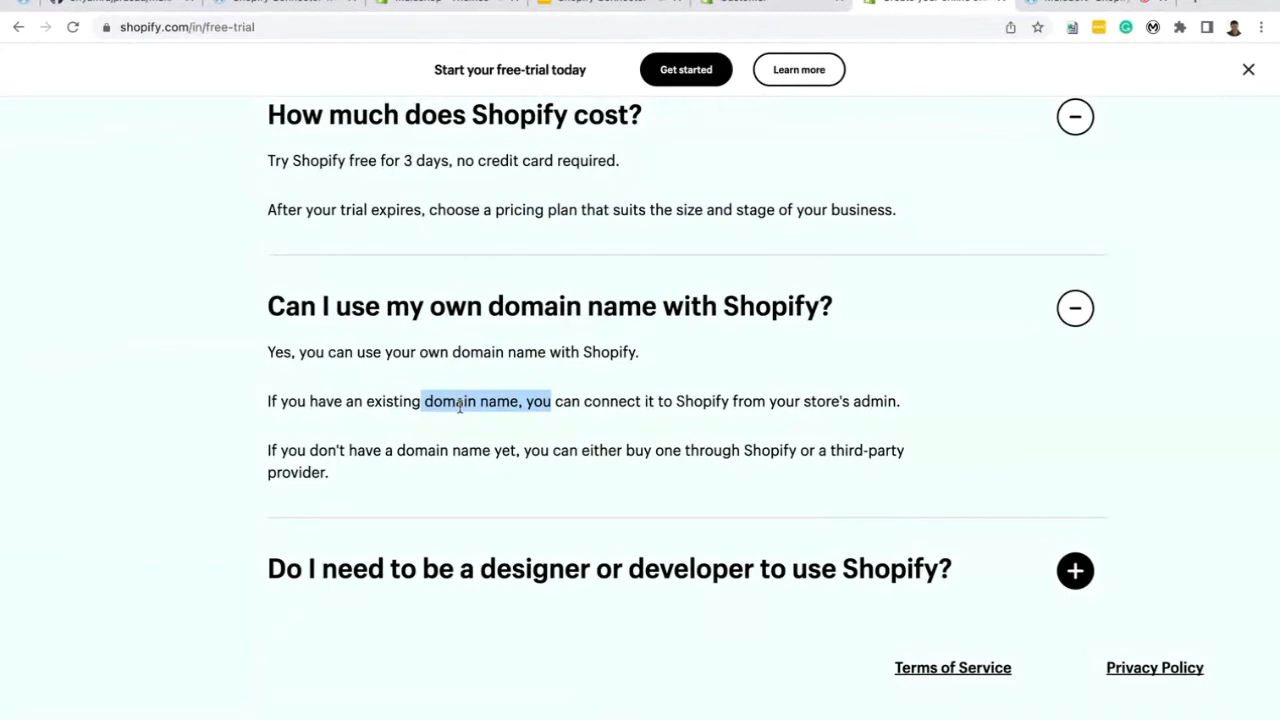 shopify.com/in/free-trial
Start your free-trial today Get started Learn more
How much does Shopify cost?
Try Shopify free for 3 days, no credit card required.
After your trial expires, choose a pricing plan that suits the size and stage of your business.
Can I use my own domain name with Shopify?
Yes, you can use your own domain name with Shopify.
If you have an existing domain name, you can connect it to Shopify from your store's admin.
If you don't have a domain name yet, you can either buy one through Shopify or a third-party
provider.
Do I need to be a designer or developer to use Shopify?
Terms of Service Privacy Policy